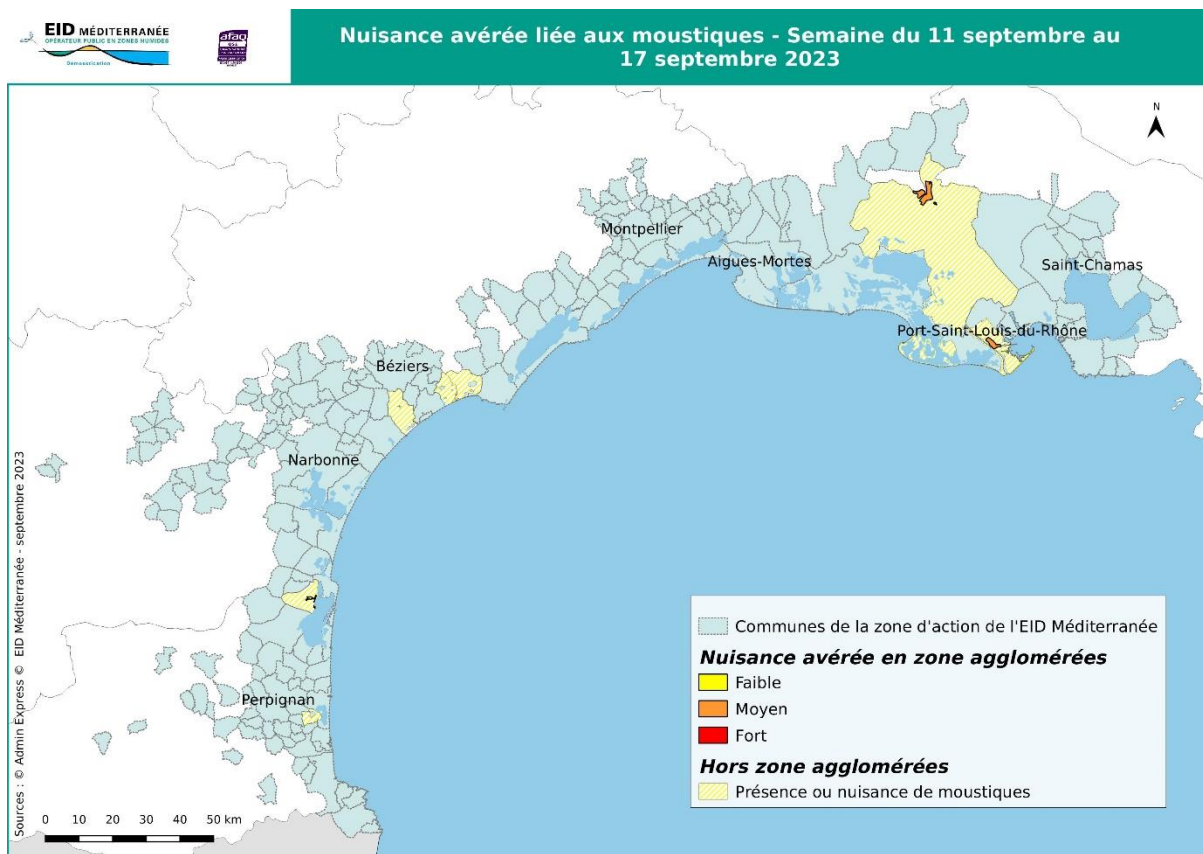 EID MÉDITERRANÉE
OPÉRATEUR PUBLIC EN ZONES HUMIDES
Démoustication
afaq
Nuisance avérée liée aux moustiques - Semaine du 11 septembre au
17 septembre 2023
N
Montpellier
Aigues-Mortes
Saint-Chamas
Port-Saint-Louis-du-Rhône
Béziers
Narbonne
Perpignan
Communes de la zone d'action de l'EID Méditerranée
Nuisance avérée en zone agglomérées
Faible
Moyen
Fort
Hors zone agglomérées
Présence ou nuisance de moustiques
0 10 20 30 40 50 km
Sources : © Admin Express © EID Méditerranée - septembre 2023